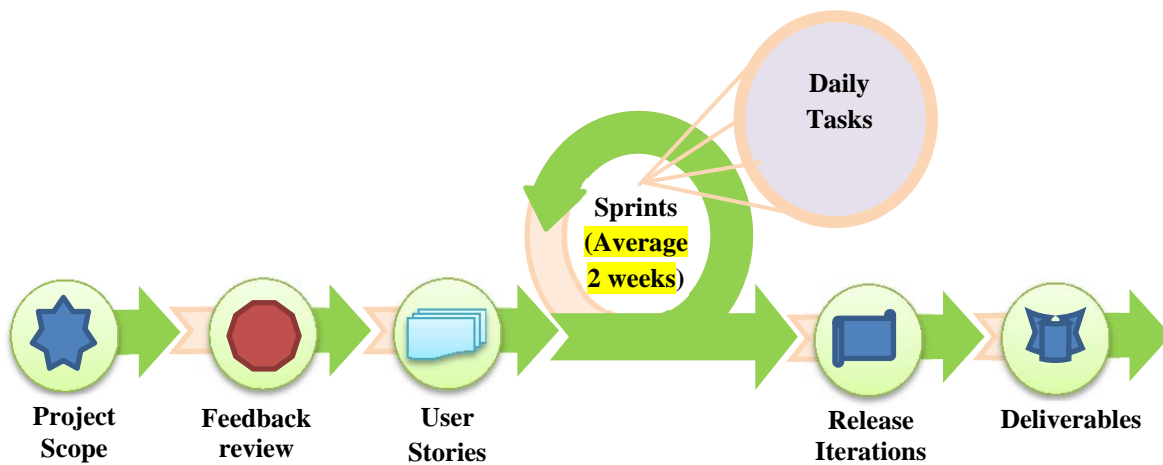 Daily
Tasks
Sprints
(Average
2 weeks)
Project
Scope
Feedback
review
User
Stories
Release
Iterations
Deliverables